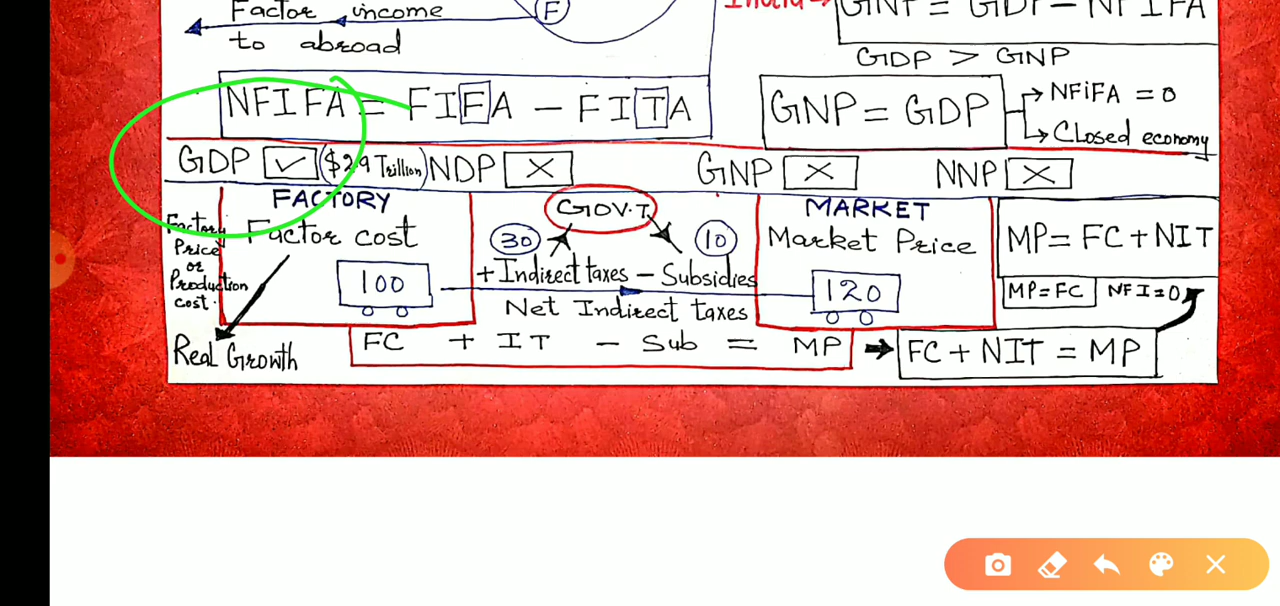 Factor income
to abroad
F
India → GNP = GDP - NFIFA
GDP > GNP
NFIFA = FIFA - FITA
GNP = GDP
NFiFA = 0
Closed economy
GDP ✓ ($2.9 Trillion) NDP X GNP X NNP X
FACTORY
Factory
Price
or
Production
cost.
Factor cost
100
Real Growth
GOV.T
30
10
+ Indirect taxes - Subsidies
Net Indirect taxes
MARKET
Market Price
120
MP = FC + NIT
MP = FC NFI = 0
FC + IT - Sub = MP
FC + NIT = MP